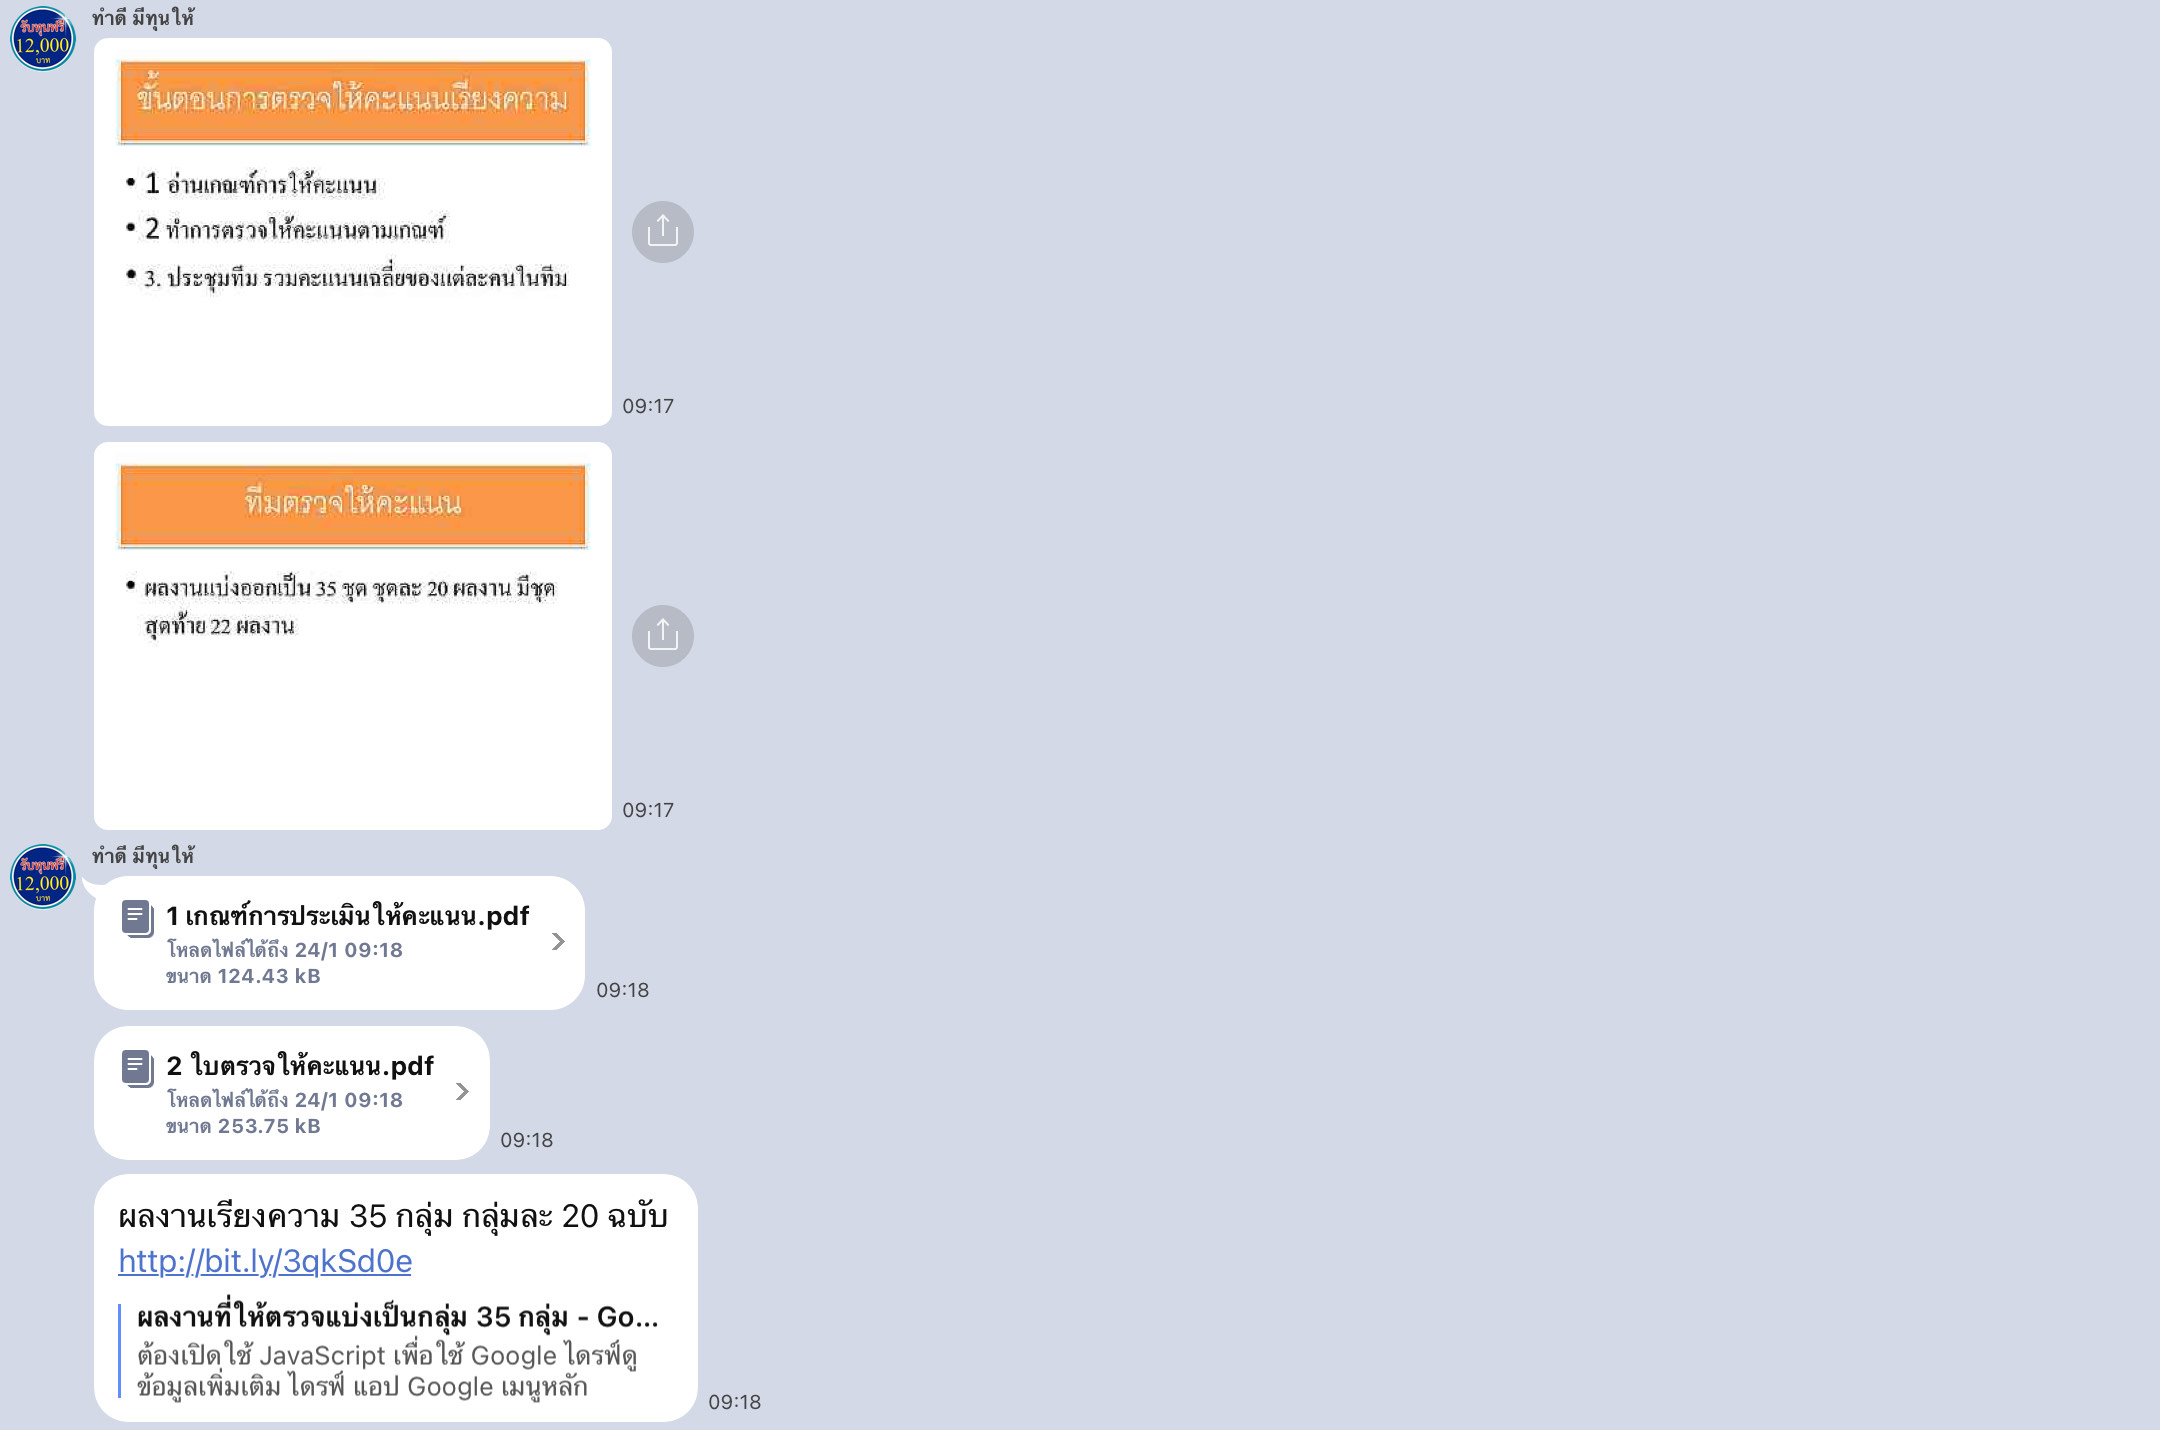 รับทุนฟรี
12,000
บาท
ทำดี มีทุนให้
ขั้นตอนการตรวจให้คะแนนเรียงความ
• 1 อ่านเกณฑ์การให้คะแนน
• 2 ทำการตรวจให้คะแนนตามเกณฑ์
• 3. ประชุมทีม รวมคะแนนเฉลี่ยของแต่ละคนในทีม
09:17
ทีมตรวจให้คะแนน
• ผลงานแบ่งออกเป็น 35 ชุด ชุดละ 20 ผลงาน มีชุด
สุดท้าย 22 ผลงาน
09:17
รับทุนฟรี
12,000
บาท
ทำดี มีทุนให้
1 เกณฑ์การประเมินให้คะแนน.pdf
โหลดไฟล์ได้ถึง 24/1 09:18
ขนาด 124.43 kB
09:18
2 ใบตรวจให้คะแนน.pdf
โหลดไฟล์ได้ถึง 24/1 09:18
ขนาด 253.75 kB
09:18
ผลงานเรียงความ 35 กลุ่ม กลุ่มละ 20 ฉบับ
http://bit.ly/3qkSd0e
ผลงานที่ให้ตรวจแบ่งเป็นกลุ่ม 35 กลุ่ม - Go...
ต้องเปิดใช้ JavaScript เพื่อใช้ Google ไดรฟ์ดู
ข้อมูลเพิ่มเติม ไดรฟ์ แอป Google เมนูหลัก
09:18